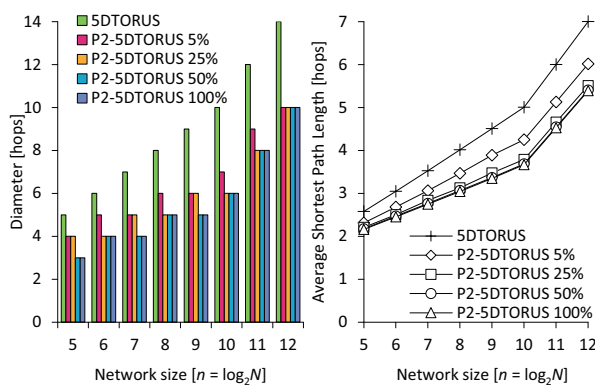 Diameter [hops]
14
12
10
8
6
4
2
0
5DTORUS
P2-5DTORUS 5%
P2-5DTORUS 25%
P2-5DTORUS 50%
P2-5DTORUS 100%
5 6 7 8 9 10 11 12
Network size [n = log2N]
Average Shortest Path Length [hops]
7
6
5
4
3
2
1
0
5DTORUS
P2-5DTORUS 5%
P2-5DTORUS 25%
P2-5DTORUS 50%
P2-5DTORUS 100%
5 6 7 8 9 10 11 12
Network size [n = log2N]